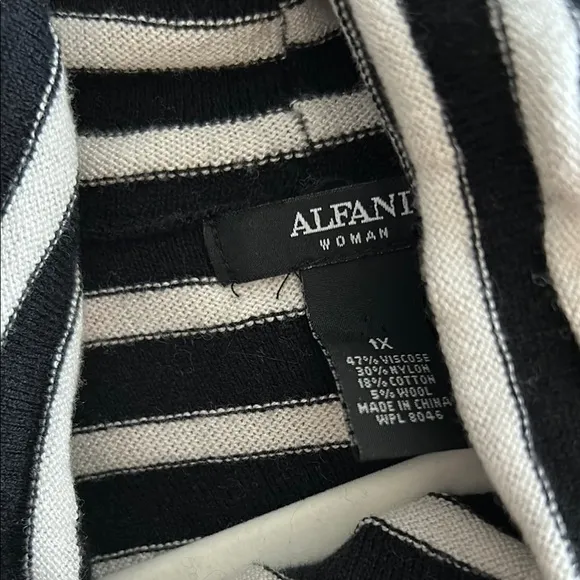 ALFANI
WOMAN
1X
47% VISCOSE
30% NYLON
18% COTTON
5% WOOL
MADE IN CHINA
WPL 8046